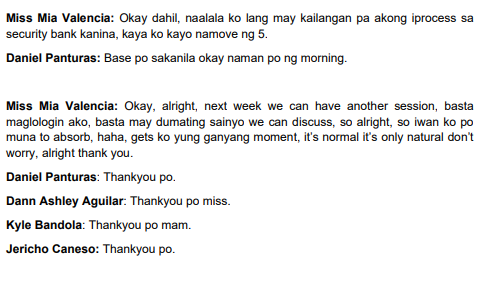 Miss Mia Valencia: Okay dahil, naalala ko lang may kailangan pa akong iprocess sa
security bank kanina, kaya ko kayo namove ng 5.
Daniel Panturas: Base po sakanila okay naman po ng morning.
Miss Mia Valencia: Okay, alright, next week we can have another session, basta
maglologin ako, basta may dumating sainyo we can discuss, so alright, so iwan ko po
muna to absorb, haha, gets ko yung ganyang moment, it's normal it's only natural don't
worry, alright thank you.
Daniel Panturas: Thankyou po.
Dann Ashley Aguilar: Thankyou po miss.
Kyle Bandola: Thankyou po mam.
Jericho Caneso: Thankyou po.